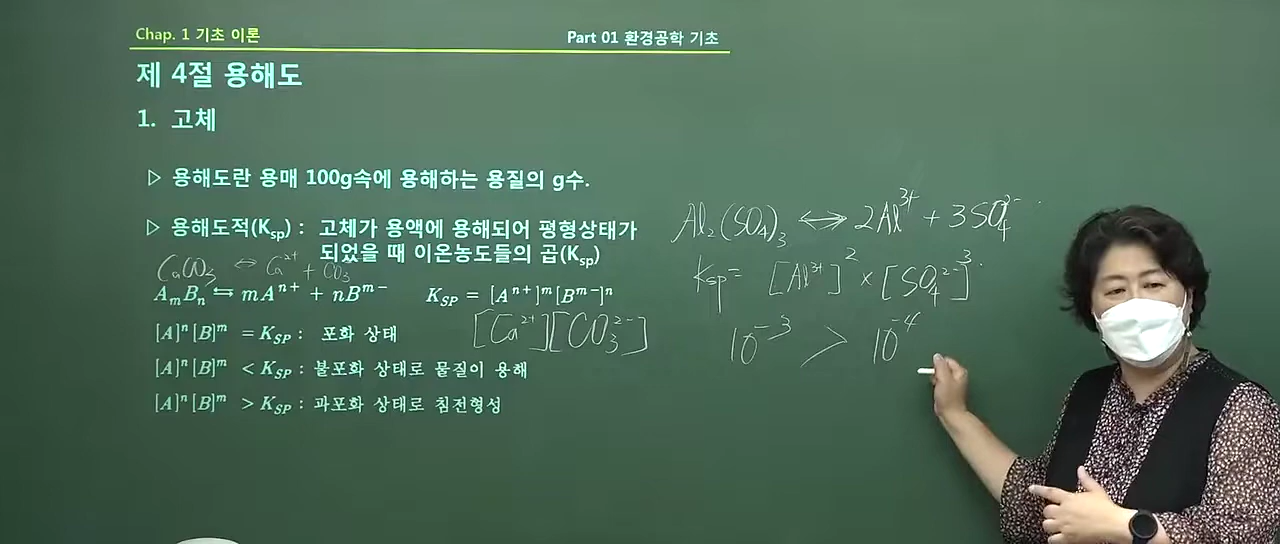 Chap. 1 기초 이론
Part 01 환경공학 기초
제 4절 용해도
1. 고체
▷ 용해도란 용매 100g속에 용해하는 용질의 g수.
▷ 용해도적(K_sp) : 고체가 용액에 용해되어 평형상태가
되었을 때 이온농도들의 곱(K_sp)
CaCO₃ ⇔ Ca²⁺ + CO₃
A_mB_n ⇆ mA^{n+} + nB^{m-} K_SP = [A^{n+}]^m[B^{m-}]^n
[A]^n[B]^m = K_SP : 포화 상태
[Ca²⁺][CO₃²⁻]
[A]^n[B]^m < K_SP : 불포화 상태로 물질이 용해
[A]^n[B]^m > K_SP : 과포화 상태로 침전형성
Al₂(SO₄)₃ ⇔ 2Al³⁺ + 3SO₄²⁻
Ksp = [Al³⁺]² × [SO₄²⁻]³
10⁻³ > 10⁻⁴